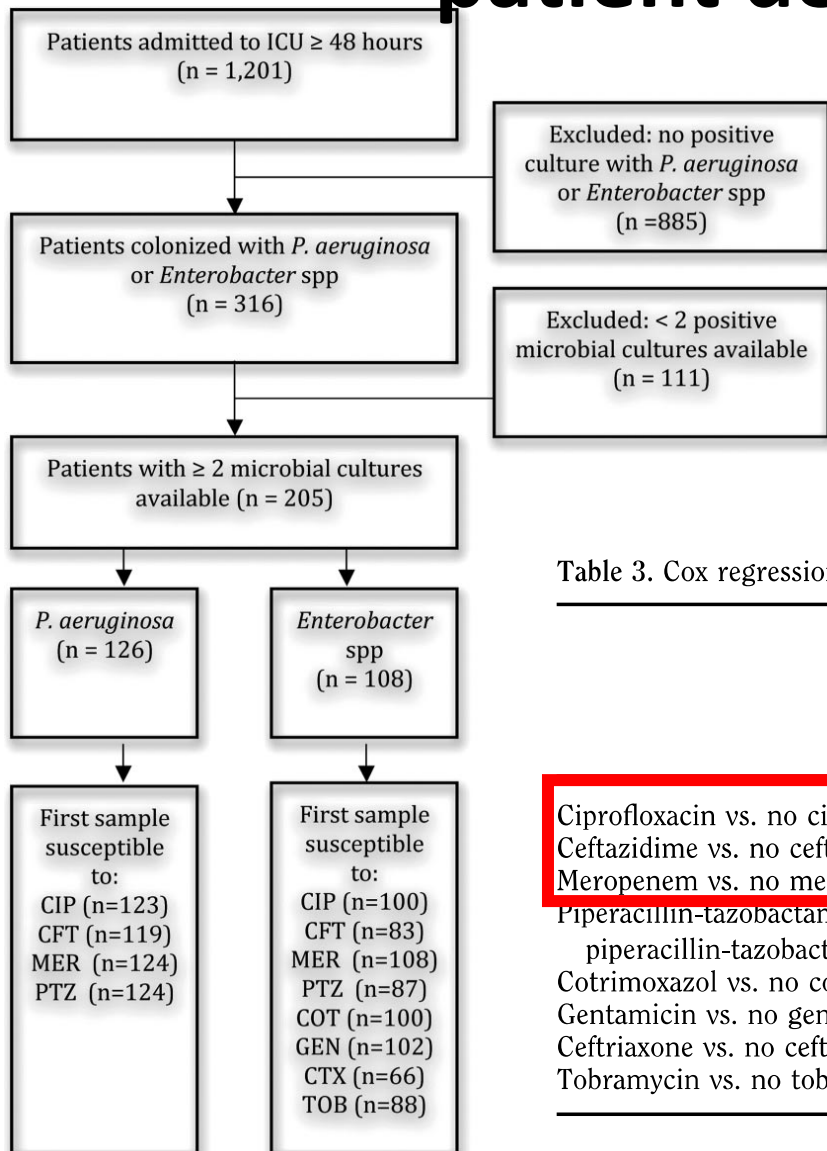 Patients admitted to ICU ≥ 48 hours
(n = 1,201)
Excluded: no positive
culture with P. aeruginosa
or Enterobacter spp
(n =885)
Patients colonized with P. aeruginosa
or Enterobacter spp
(n = 316)
Excluded: < 2 positive
microbial cultures available
(n = 111)
Patients with ≥ 2 microbial cultures
available (n = 205)
P. aeruginosa
(n = 126)
Enterobacter
spp
(n = 108)
First sample
susceptible
to:
CIP (n=123)
CFT (n=119)
MER (n=124)
PTZ (n=124)
First sample
susceptible
to:
CIP (n=100)
CFT (n=83)
MER (n=108)
PTZ (n=87)
COT (n=100)
GEN (n=102)
CTX (n=66)
TOB (n=88)
Table 3. Cox regression
Ciprofloxacin vs. no ci
Ceftazidime vs. no ceft
Meropenem vs. no me
Piperacillin-tazobactam
piperacillin-tazobact
Cotrimoxazol vs. no co
Gentamicin vs. no gen
Ceftriaxone vs. no ceft
Tobramycin vs. no tob